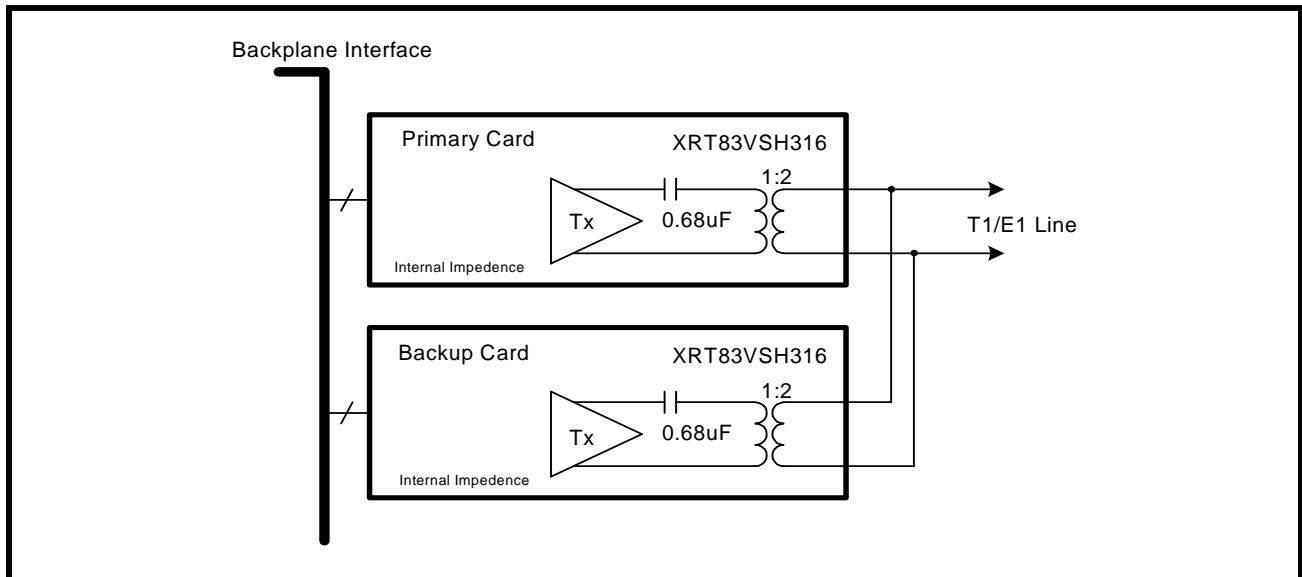 Backplane Interface
Primary Card
XRT83VSH316
1:2
Tx
0.68uF
Internal Impedence
T1/E1 Line
Backup Card
XRT83VSH316
1:2
Tx
0.68uF
Internal Impedence